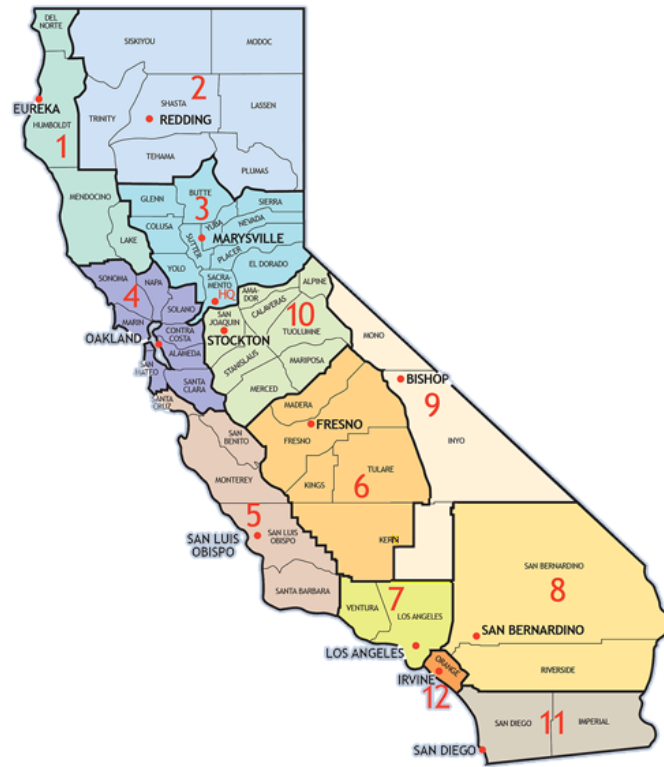 DEL
NORTE
SISKIYOU
MODOC
EUREKA
HUMBOLDT
1
TRINITY
2
SHASTA
REDDING
LASSEN
TEHAMA
PLUMAS
MENDOCINO
LAKE
GLENN
BUTTE
3
SIERRA
COLUSA
YUBA
NEVADA
SUTTER
MARYSVILLE
PLACER
YOLO
EL DORADO
SACRA-
MENTO
HQ
SONOMA
NAPA
4
SOLANO
MARIN
OAKLAND
CONTRA
COSTA
ALAMEDA
SAN
MATEO
SANTA
CLARA
SANTA
CRUZ
AMA-
DOR
ALPINE
CALAVERAS
SAN
JOAQUIN
10
STOCKTON
TUOLUMNE
STANISLAUS
MARIPOSA
MERCED
MONO
BISHOP
9
INYO
MADERA
FRESNO
FRESNO
TULARE
KINGS
6
KERN
SAN
BENITO
MONTEREY
5
SAN LUIS
OBISPO
SAN LUIS
OBISPO
SANTA BARBARA
VENTURA
7
LOS ANGELES
LOS ANGELES
SAN BERNARDINO
8
SAN BERNARDINO
RIVERSIDE
ORANGE
IRVINE
12
SAN DIEGO
11
IMPERIAL
SAN DIEGO